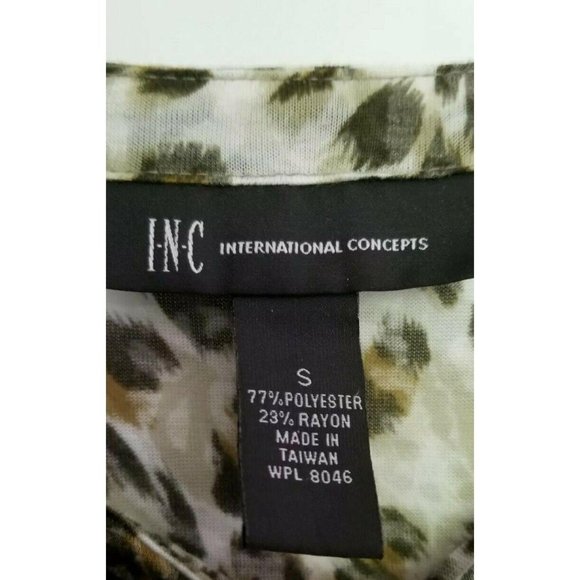 I·N·C INTERNATIONAL CONCEPTS
S
77%POLYESTER
23% RAYON
MADE IN
TAIWAN
WPL 8046